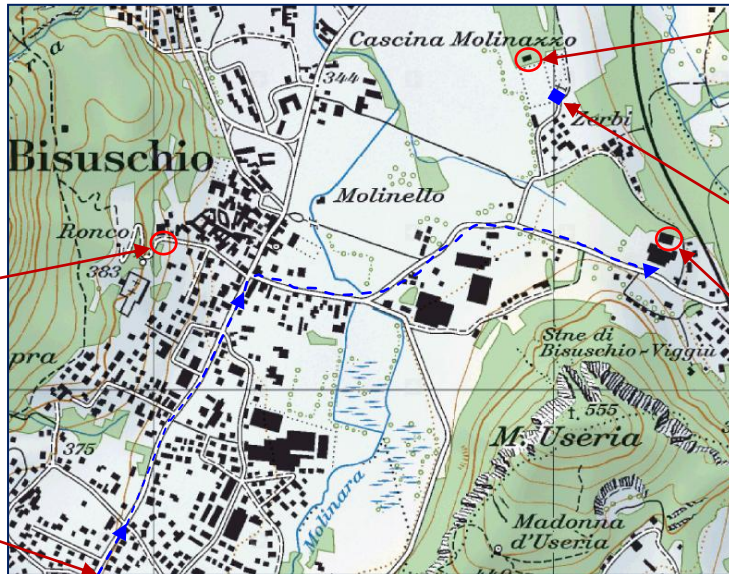 oria
Cascina Molinazzo
344
Zerbi
Bisuschio
Molinello
Ronco
383
pra
Stne di
Bisuschio-Viggiù
555
M. Useria
375
Molinara
Madonna
d'Useria